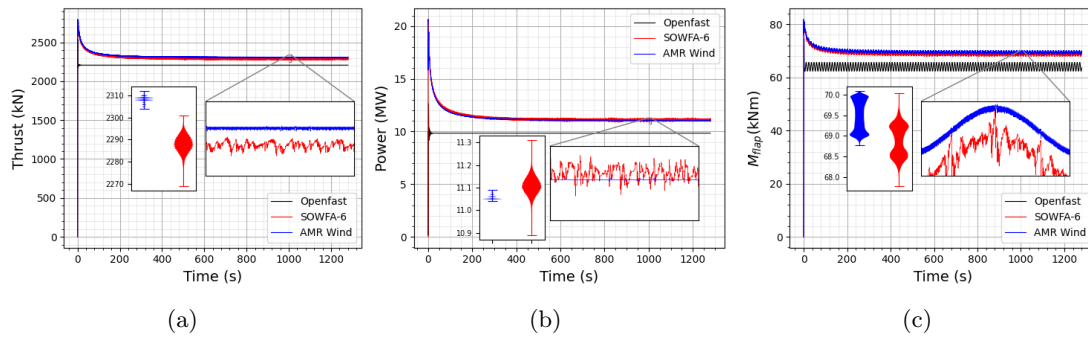 Thrust (kN)
2500
2000
1500
1000
500
0
2310
2300
2290
2280
2270
Openfast
SOWFA-6
AMR Wind
0 200 400 600 800 1000 1200
Time (s)
(a)
Power (MW)
20
15
10
5
0
11.3
11.2
11.1
11.0
10.9
Openfast
SOWFA-6
AMR Wind
0 200 400 600 800 1000 1200
Time (s)
(b)
M_flap (kNm)
80
60
40
20
0
70.0
69.5
69.0
68.5
68.0
Openfast
SOWFA-6
AMR Wind
0 200 400 600 800 1000 1200
Time (s)
(c)